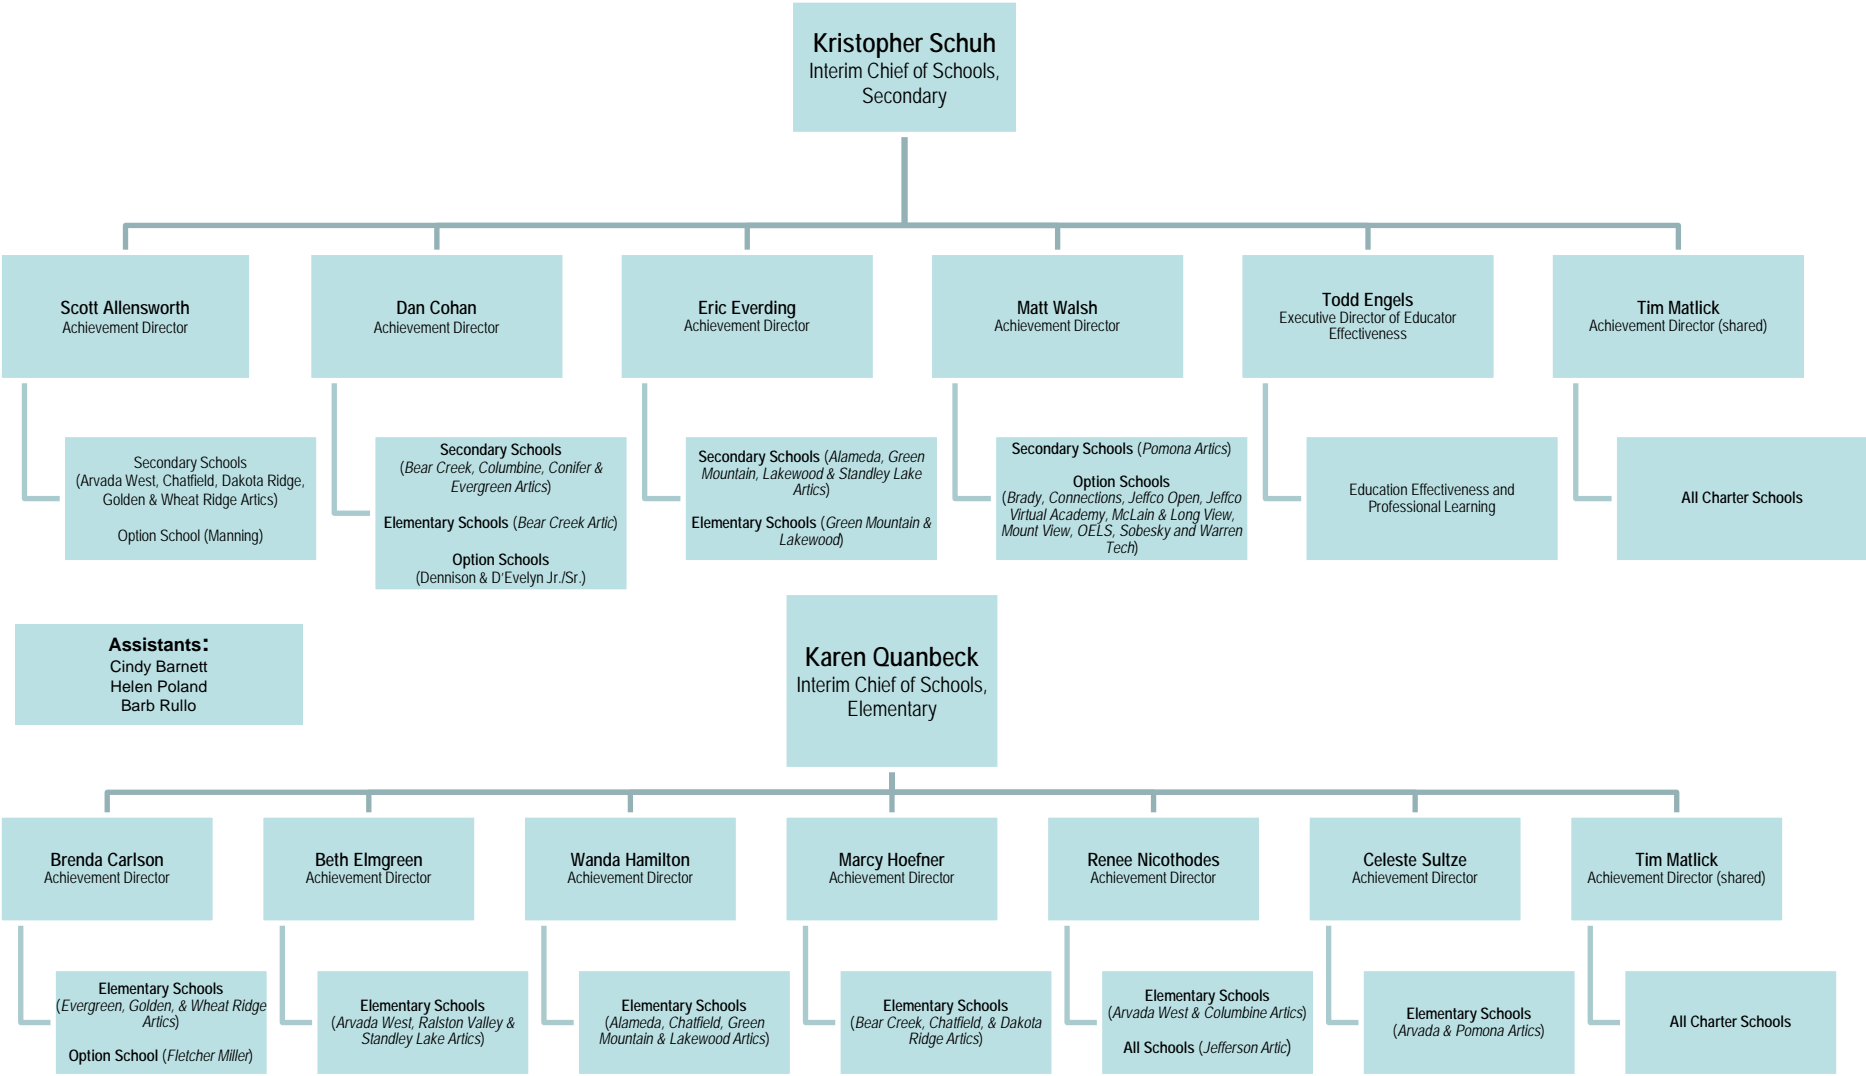 Kristopher Schuh
Interim Chief of Schools,
Secondary
Scott Allensworth
Achievement Director
Dan Cohan
Achievement Director
Eric Everding
Achievement Director
Matt Walsh
Achievement Director
Todd Engels
Executive Director of Educator
Effectiveness
Tim Matlick
Achievement Director (shared)
Secondary Schools
(Arvada West, Chatfield, Dakota Ridge,
Golden & Wheat Ridge Artics)
Option School (Manning)
Secondary Schools
(Bear Creek, Columbine, Conifer &
Evergreen Artics)
Elementary Schools (Bear Creek Artic)
Option Schools
(Dennison & D'Evelyn Jr./Sr.)
Secondary Schools (Alameda, Green
Mountain, Lakewood & Standley Lake
Artics)
Elementary Schools (Green Mountain &
Lakewood)
Secondary Schools (Pomona Artics)
Option Schools
(Brady, Connections, Jeffco Open, Jeffco
Virtual Academy, McLain & Long View,
Mount View, OELS, Sobesky and Warren
Tech)
Education Effectiveness and
Professional Learning
All Charter Schools
Assistants:
Cindy Barnett
Helen Poland
Barb Rullo
Karen Quanbeck
Interim Chief of Schools,
Elementary
Brenda Carlson
Achievement Director
Beth Elmgreen
Achievement Director
Wanda Hamilton
Achievement Director
Marcy Hoefner
Achievement Director
Renee Nicothodes
Achievement Director
Celeste Sultze
Achievement Director
Tim Matlick
Achievement Director (shared)
Elementary Schools
(Evergreen, Golden, & Wheat Ridge
Artics)
Option School (Fletcher Miller)
Elementary Schools
(Arvada West, Ralston Valley &
Standley Lake Artics)
Elementary Schools
(Alameda, Chatfield, Green
Mountain & Lakewood Artics)
Elementary Schools
(Bear Creek, Chatfield, & Dakota
Ridge Artics)
Elementary Schools
(Arvada West & Columbine Artics)
All Schools (Jefferson Artic)
Elementary Schools
(Arvada & Pomona Artics)
All Charter Schools